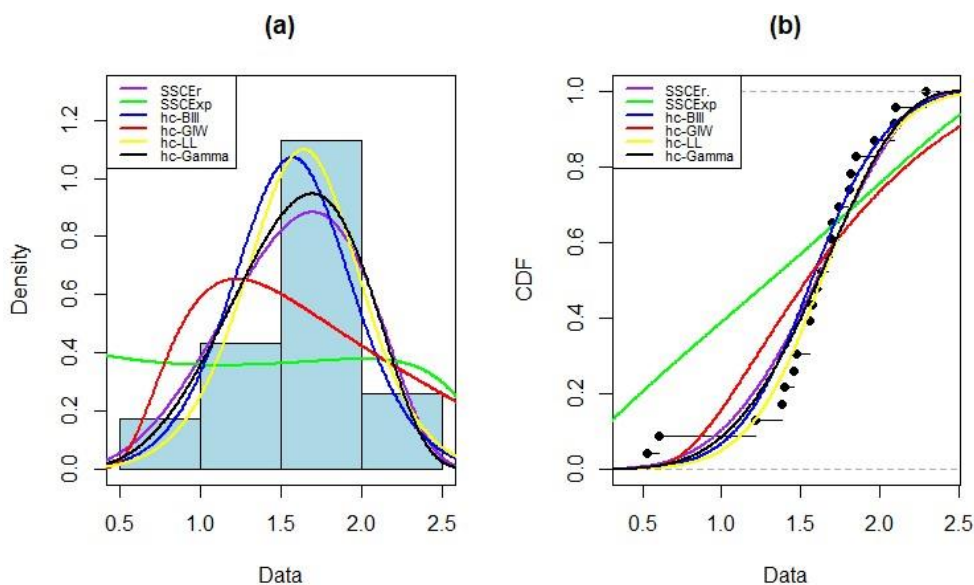 (a)
SSCEr
SSCExp
hc-BIII
hc-GIW
hc-LL
hc-Gamma
Density
0.0 0.2 0.4 0.6 0.8 1.0 1.2
0.5 1.0 1.5 2.0 2.5
Data
(b)
SSCEr.
SSCExp
hc-BIII
hc-GIW
hc-LL
hc-Gamma
CDF
0.0 0.2 0.4 0.6 0.8 1.0
0.5 1.0 1.5 2.0 2.5
Data